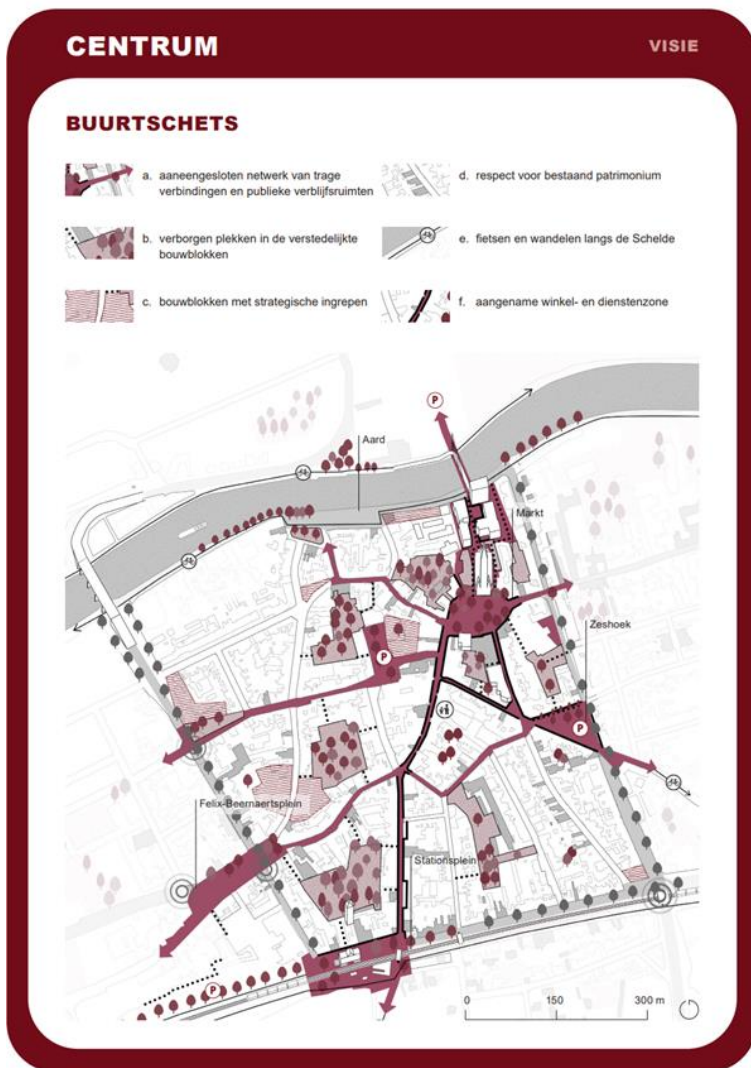 CENTRUM
VISIE
BUURTSCHETS
a. aaneengesloten netwerk van trage
verbindingen en publieke verblijfsruimten
b. verborgen plekken in de verstedelijkte
bouwblokken
c. bouwblokken met strategische ingrepen
d. respect voor bestaand patrimonium
e. fietsen en wandelen langs de Schelde
f. aangename winkel- en dienstenzone
P
Aard
Markt
Zeshoek
P
P
Felix-Beernaertsplein
Stationsplein
P
0 150 300 m